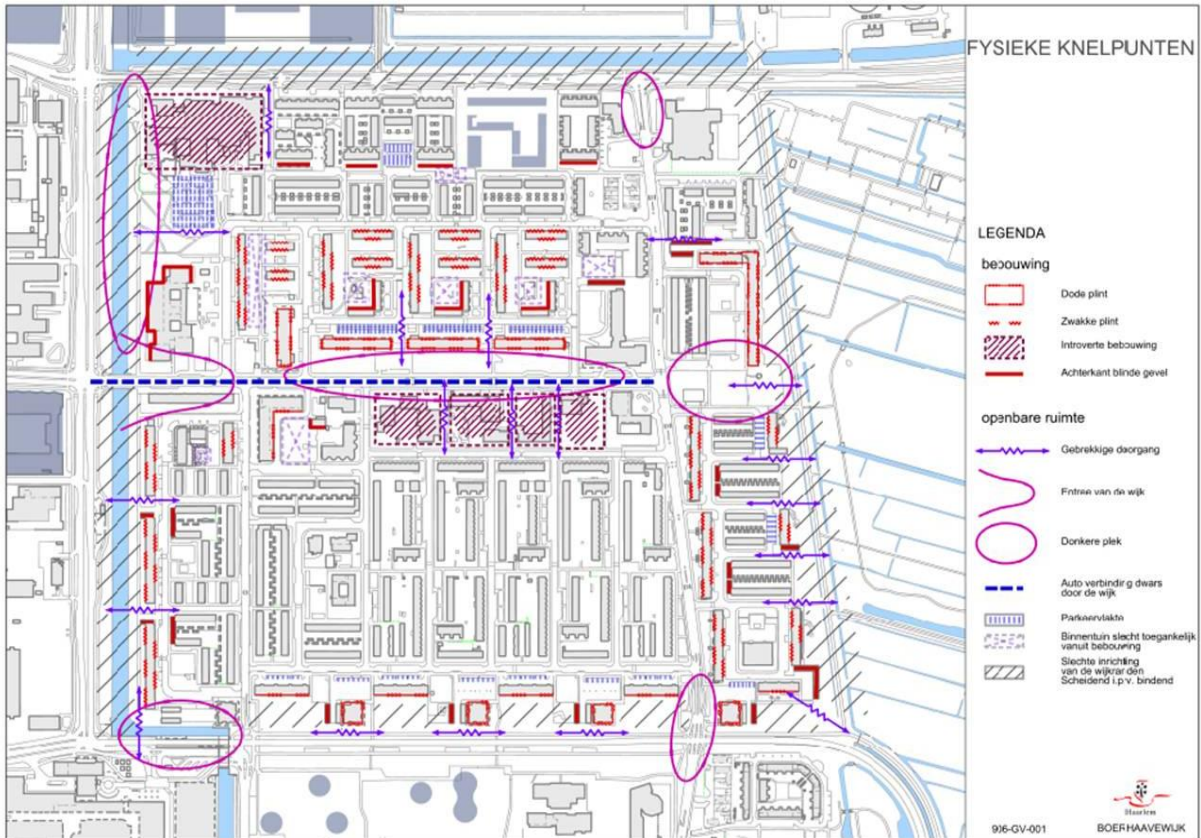 FYSIEKE KNELPUNTEN
LEGENDA
bebouwing
Dode plint
Zwakke plint
Introverte bebouwing
Achterkant blinde gevel
openbare ruimte
Gebrekkige doorgang
Entree van de wijk
Donkere plek
Auto verbinding dwars
door de wijk
Parkeervlakte
Binnentuin slecht toegankelijk
vanuit bebouwing
Slechte inrichting
van de wijkranden
Scheidend i.p.v. bindend
Haarlem
916-GV-001
BOERHAAVEWIJK